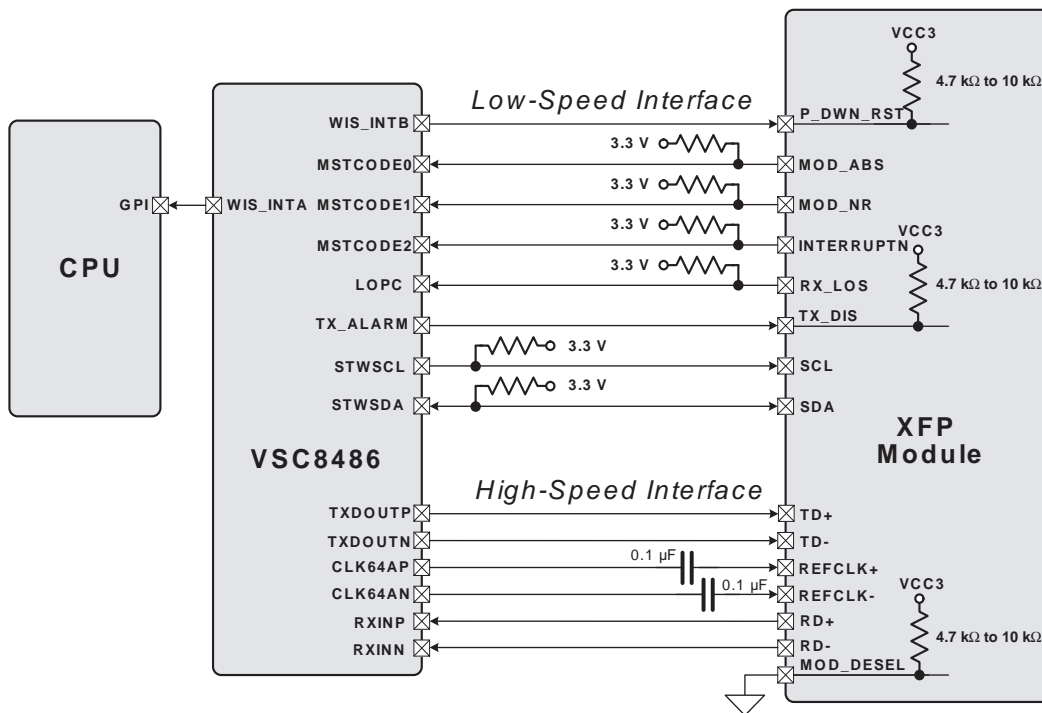 VCC3
4.7 kΩ to 10 kΩ
Low-Speed Interface
WIS_INTB
P_DWN_RST
3.3 V
MSTCODE0
MOD_ABS
3.3 V
GPI
WIS_INTA
MSTCODE1
MOD_NR
3.3 V
VCC3
MSTCODE2
INTERRUPTN
CPU
3.3 V
4.7 kΩ to 10 kΩ
LOPC
RX_LOS
TX_ALARM
TX_DIS
3.3 V
STWSCL
SCL
3.3 V
STWSDA
SDA
XFP
Module
VSC8486
High-Speed Interface
TXDOUTP
TD+
TXDOUTN
TD-
0.1 µF
CLK64AP
REFCLK+
0.1 µF
VCC3
CLK64AN
REFCLK-
RXINP
RD+
4.7 kΩ to 10 kΩ
RXINN
RD-
MOD_DESEL